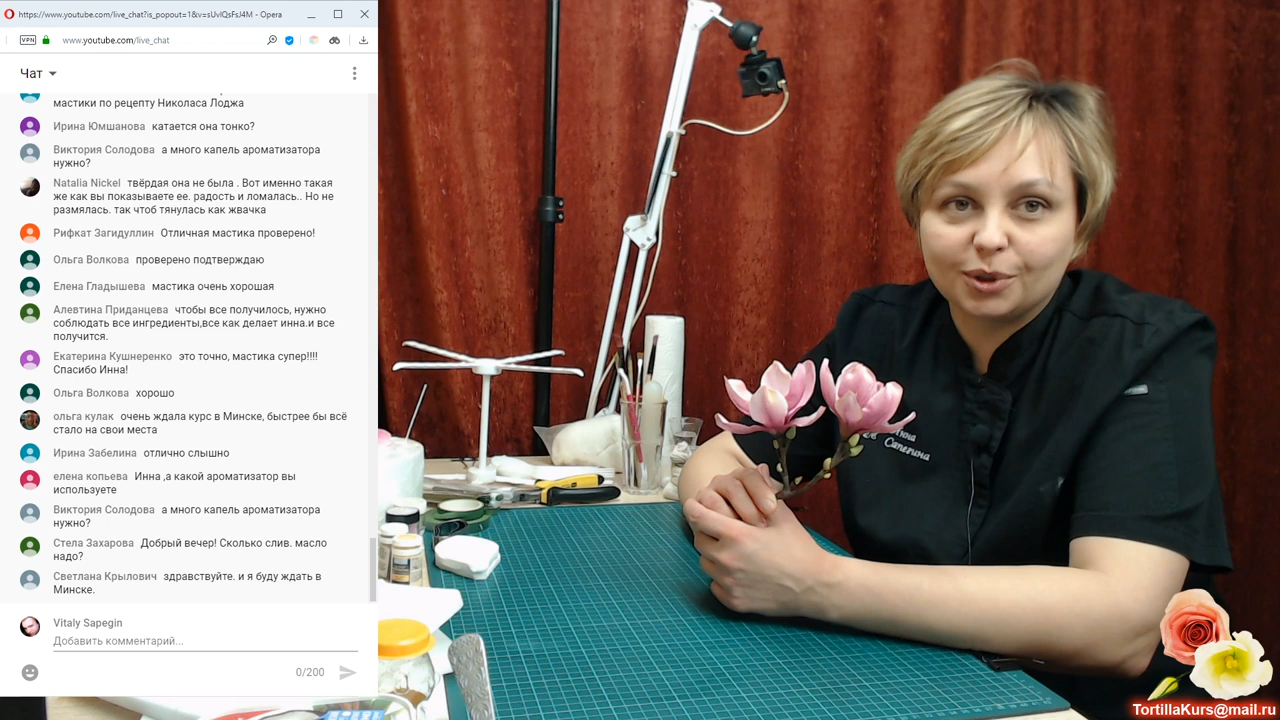 https://www.youtube.com/live_chat?is_popout=1&v=sUvIQsFsJ4M - Opera
VPN
www.youtube.com/live_chat
Чат
мастики по рецепту Николаса Лоджа
Ирина Юмшанова катается она тонко?
Виктория Солодова а много капель ароматизатора
нужно?
Natalia Nickel твёрдая она не была . Вот именно такая
же как вы показываете ее. радость и ломалась.. Но не
размялась. так чтоб тянулась как жвачка
Рифкат Загидуллин Отличная мастика проверено!
Ольга Волкова проверено подтверждаю
Елена Гладышева мастика очень хорошая
Алевтина Приданцева чтобы все получилось, нужно
соблюдать все ингредиенты,все как делает инна.и все
получится.
Екатерина Кушнеренко это точно, мастика супер!!!!
Спасибо Инна!
Ольга Волкова хорошо
ольга кулак очень ждала курс в Минске, быстрее бы всё
стало на свои места
Ирина Забелина отлично слышно
елена копьева Инна ,а какой ароматизатор вы
используете
Виктория Солодова а много капель ароматизатора
нужно?
Стела Захарова Добрый вечер! Сколько слив. масло
надо?
Светлана Крылович здравствуйте. и я буду ждать в
Минске.
Vitaly Sapegin
Добавить комментарий...
0/200
Инна
Сапегина
TortillaKurs@mail.ru